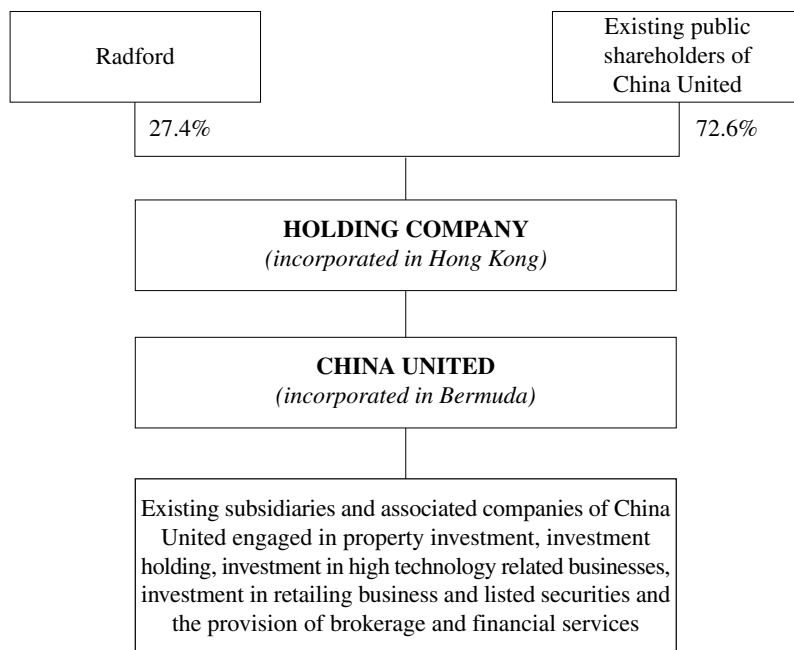 Radford
Existing public
shareholders of
China United
27.4%
72.6%
HOLDING COMPANY
(incorporated in Hong Kong)
CHINA UNITED
(incorporated in Bermuda)
Existing subsidiaries and associated companies of China
United engaged in property investment, investment
holding, investment in high technology related businesses,
investment in retailing business and listed securities and
the provision of brokerage and financial services